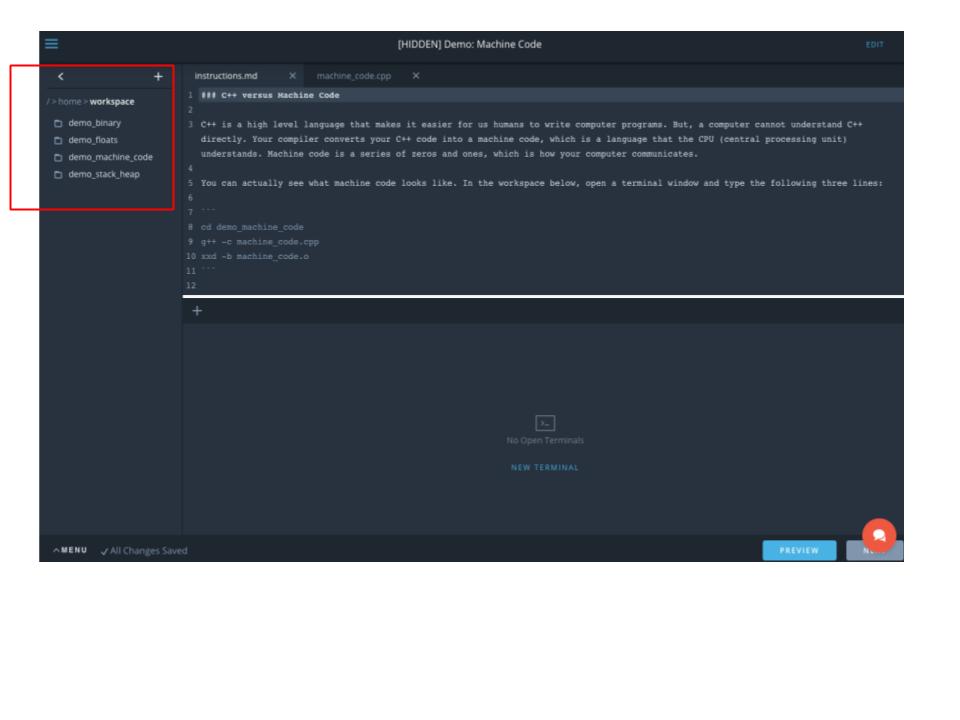 [HIDDEN] Demo: Machine Code
EDIT
/ > home > workspace
demo_binary
demo_floats
demo_machine_code
demo_stack_heap
instructions.md
machine_code.cpp
1 ### C++ versus Machine Code
2
3 C++ is a high level language that makes it easier for us humans to write computer programs. But, a computer cannot understand C++
directly. Your compiler converts your C++ code into a machine code, which is a language that the CPU (central processing unit)
understands. Machine code is a series of zeros and ones, which is how your computer communicates.
4
5 You can actually see what machine code looks like. In the workspace below, open a terminal window and type the following three lines:
6
7 ```
8 cd demo_machine_code
9 g++ -c machine_code.cpp
10 xxd -b machine_code.o
11 ```
12
No Open Terminals
NEW TERMINAL
MENU
All Changes Saved
PREVIEW